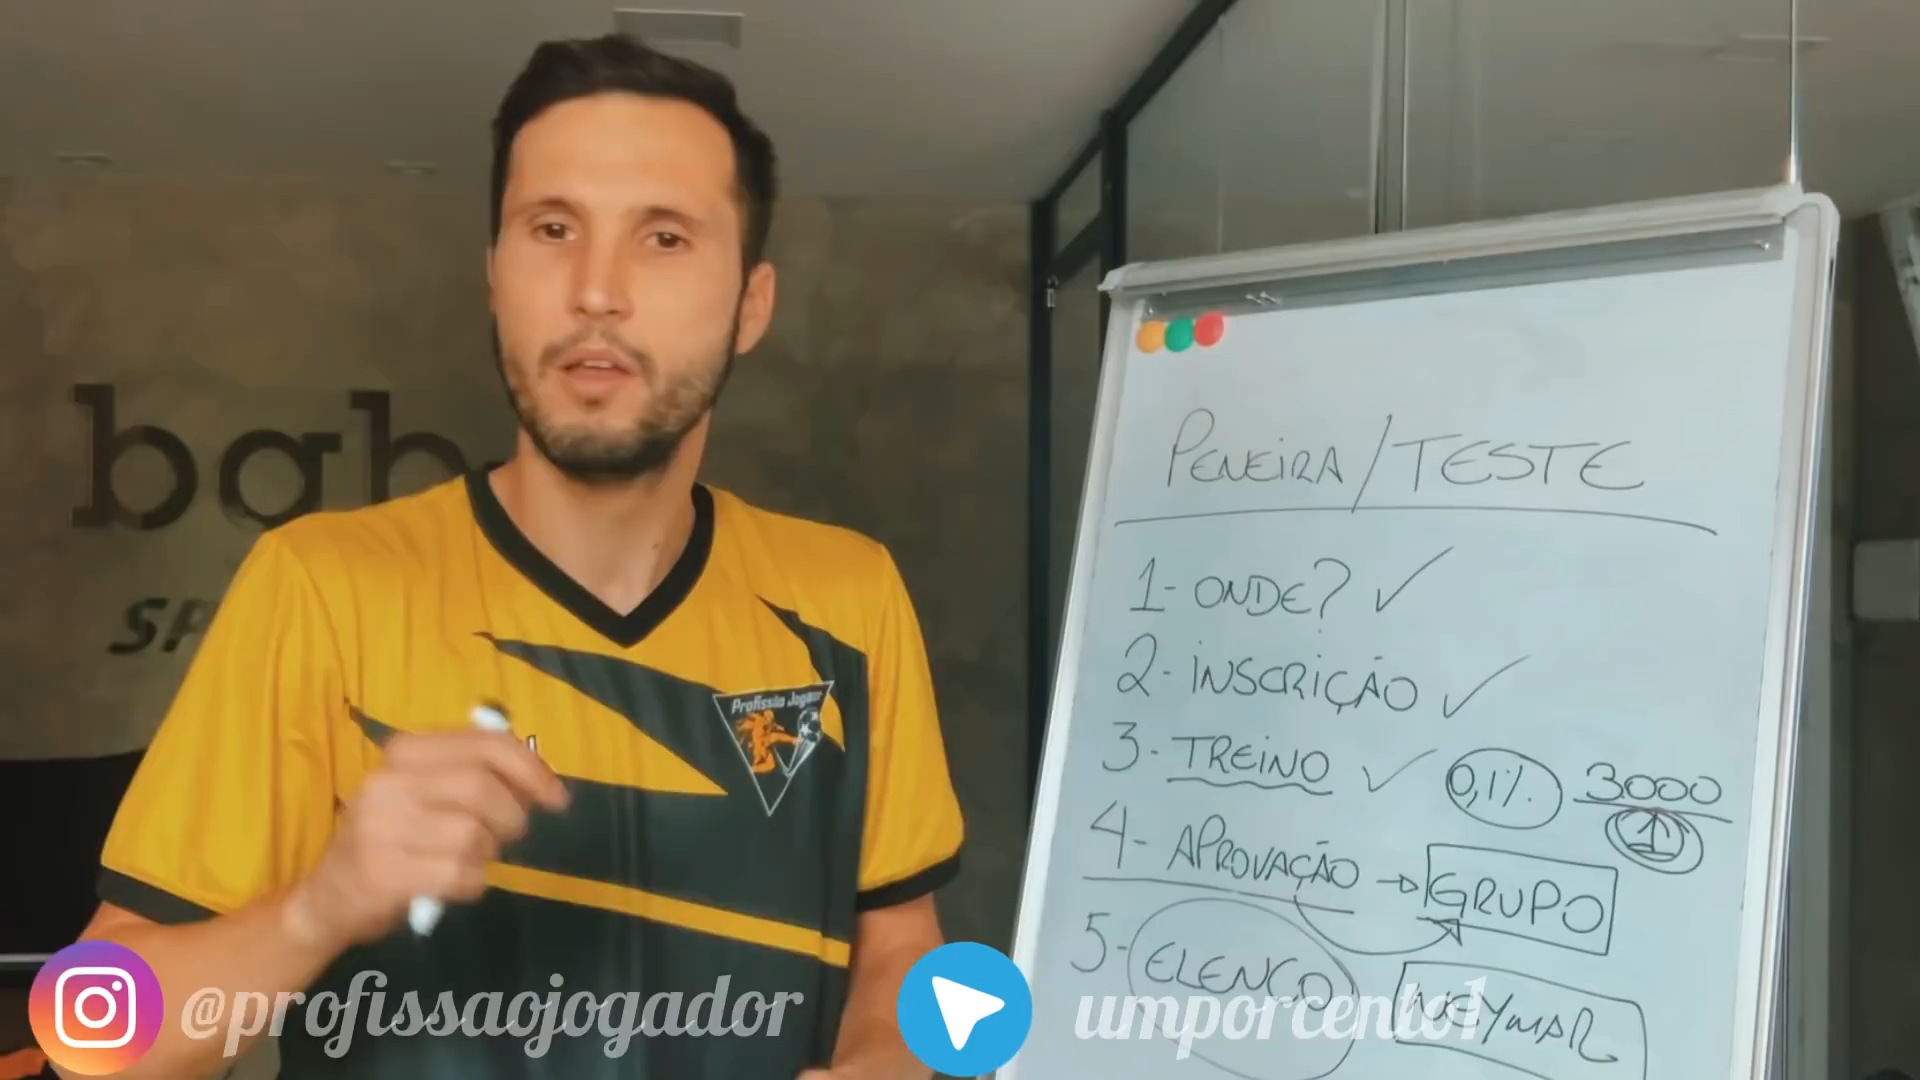 bgb
SP
Profissão Jogador
PENEIRA/TESTE
1- ONDE? ✓
2- INSCRIÇÃO ✓
3- TREINO ✓ 0,1% 3000
1
4- APROVAÇÃO → GRUPO
5- ELENCO NEYMAR
@profissaojogador umporcento1